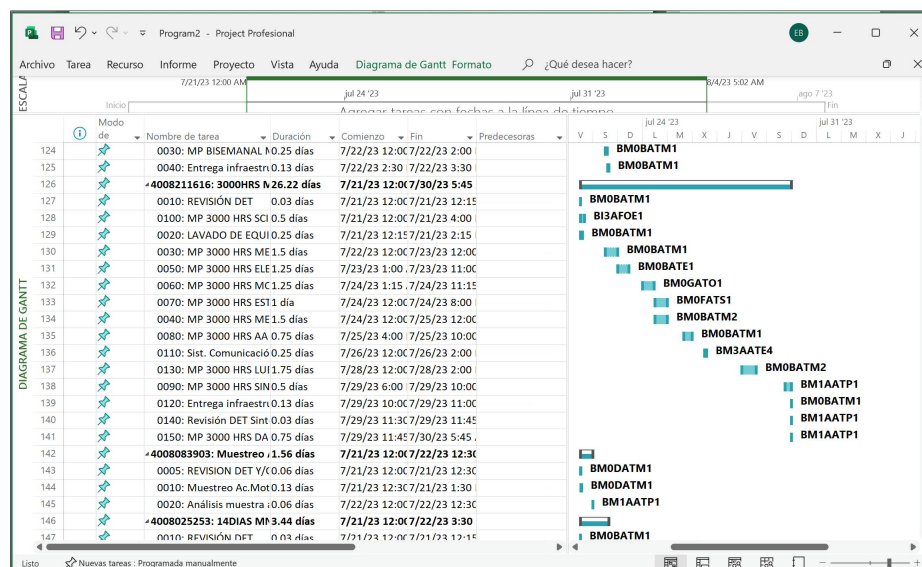 Program2 - Project Profesional
EB
Archivo Tarea Recurso Informe Proyecto Vista Ayuda Diagrama de Gantt Formato ¿Qué desea hacer?
ESCALA
7/21/23 12:00 AM
8/4/23 5:02 AM
jul 24 '23 jul 31 '23 ago 7 '23
Inicio
Agregar tareas con fechas a la línea de tiempo
Fin
DIAGRAMA DE GANTT
Modo de Nombre de tarea Duración Comienzo Fin Predecesoras
jul 24 '23 jul 31 '23
V S D L M X J V S D L M X J
124 0030: MP BISEMANAL M 0.25 días 7/22/23 12:00 7/22/23 2:00 BM0BATM1
125 0040: Entrega infraestru 0.13 días 7/22/23 2:30 7/22/23 3:30 BM0BATM1
126 4008211616: 3000HRS M 26.22 días 7/21/23 12:00 7/30/23 5:45
127 0010: REVISIÓN DET 0.03 días 7/21/23 12:00 7/21/23 12:15 BM0BATM1
128 0100: MP 3000 HRS SCI 0.5 días 7/21/23 12:00 7/21/23 4:00 BI3AFOE1
129 0020: LAVADO DE EQUI 0.25 días 7/21/23 12:15 7/21/23 2:15 BM0BATM1
130 0030: MP 3000 HRS ME 1.5 días 7/22/23 12:00 7/23/23 12:00 BM0BATM1
131 0050: MP 3000 HRS ELE 1.25 días 7/23/23 1:00 7/23/23 11:00 BM0BATE1
132 0060: MP 3000 HRS MC 1.25 días 7/24/23 1:15 7/24/23 11:15 BM0GATO1
133 0070: MP 3000 HRS EST 1 día 7/24/23 12:00 7/24/23 8:00 BM0FATS1
134 0040: MP 3000 HRS ME 1.5 días 7/24/23 12:00 7/25/23 12:00 BM0BATM2
135 0080: MP 3000 HRS AA 0.75 días 7/25/23 4:00 7/25/23 10:00 BM0BATM1
136 0110: Sist. Comunicació 0.25 días 7/26/23 12:00 7/26/23 2:00 BM3AATE4
137 0130: MP 3000 HRS LUI 1.75 días 7/28/23 12:00 7/28/23 2:00 BM0BATM2
138 0090: MP 3000 HRS SIN 0.5 días 7/29/23 6:00 7/29/23 10:00 BM1AATP1
139 0120: Entrega infraestru 0.13 días 7/29/23 10:00 7/29/23 11:00 BM0BATM1
140 0140: Revisión DET Sint 0.03 días 7/29/23 11:30 7/29/23 11:45 BM1AATP1
141 0150: MP 3000 HRS DA 0.75 días 7/29/23 11:45 7/30/23 5:45 BM1AATP1
142 4008083903: Muestreo 1.56 días 7/21/23 12:00 7/22/23 12:30
143 0005: REVISION DET Y/O 0.06 días 7/21/23 12:00 7/21/23 12:30 BM0DATM1
144 0010: Muestreo Ac.Mot 0.13 días 7/21/23 12:30 7/21/23 1:30 BM0DATM1
145 0020: Análisis muestra 0.06 días 7/22/23 12:00 7/22/23 12:30 BM1AATP1
146 4008025253: 14DIAS MN 3.44 días 7/21/23 12:00 7/22/23 3:30
147 0010: REVISIÓN DET 0.03 días 7/21/23 12:00 7/21/23 12:15 BM0BATM1
Listo Nuevas tareas : Programada manualmente